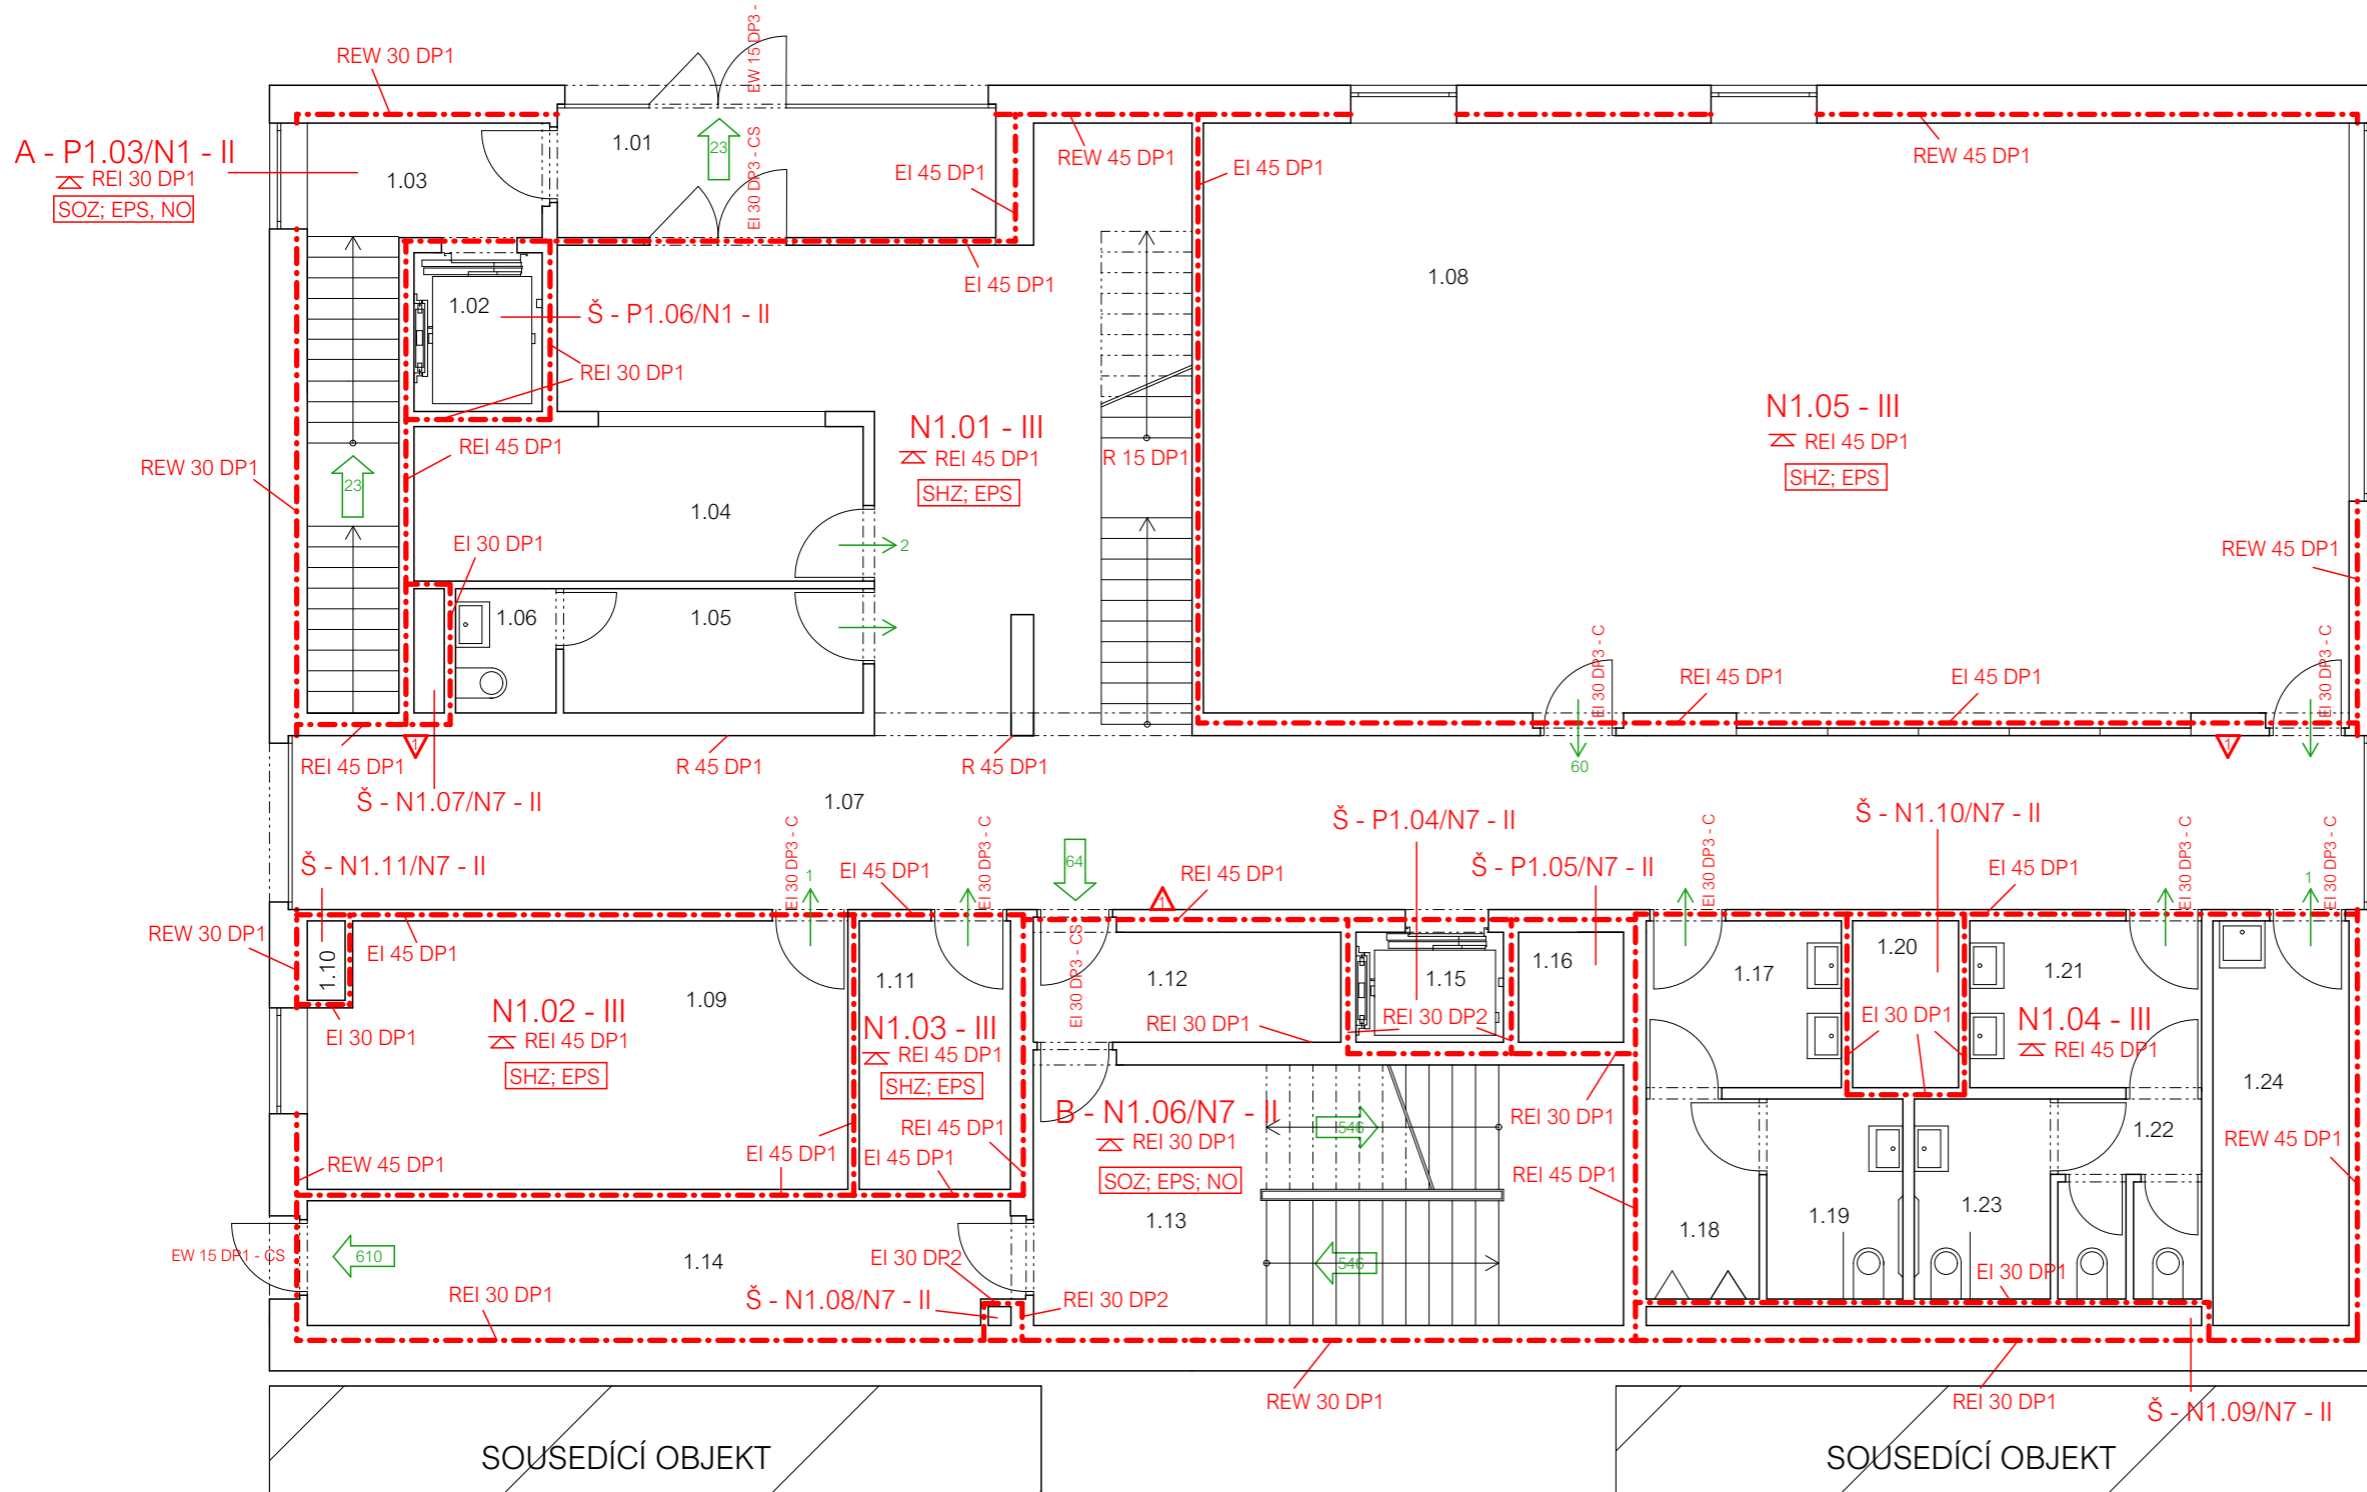 REW 30 DP1
EW 15 DP3 -
A - P1.03/N1 - II
REI 30 DP1
SOZ; EPS, NO
1.03
1.01
23
EI 30 DP3 - CS
EI 45 DP1
REW 45 DP1
EI 45 DP1
REW 45 DP1
EI 45 DP1
1.08
1.02
Š - P1.06/N1 - II
REI 30 DP1
N1.01 - III
REI 45 DP1
SHZ; EPS
R 15 DP1
N1.05 - III
REI 45 DP1
SHZ; EPS
REW 30 DP1
REI 45 DP1
23
1.04
EI 30 DP1
2
REW 45 DP1
1.06
1.05
EI 30 DP3 - C
REI 45 DP1
EI 45 DP1
EI 30 DP3 - C
1
REI 45 DP1
R 45 DP1
R 45 DP1
60
1
Š - N1.07/N7 - II
1.07
Š - P1.04/N7 - II
Š - N1.10/N7 - II
Š - N1.11/N7 - II
EI 30 DP3 - C
1
EI 45 DP1
EI 30 DP3 - C
64
1
REI 45 DP1
Š - P1.05/N7 - II
EI 30 DP3 - C
EI 45 DP1
EI 30 DP3 - C
1
EI 30 DP3 - C
REW 30 DP1
1.10
EI 45 DP1
1.09
1.11
EI 30 DP3 - CS
1.12
1.15
1.16
1.17
1.20
1.21
N1.02 - III
REI 45 DP1
SHZ; EPS
EI 30 DP1
N1.03 - III
REI 45 DP1
SHZ; EPS
REI 30 DP1
REI 30 DP2
EI 30 DP1
N1.04 - III
REI 45 DP1
1.24
B - N1.06/N7 - II
REI 30 DP1
SOZ; EPS; NO
546
REI 30 DP1
REI 45 DP1
EI 45 DP1
EI 45 DP1
REW 45 DP1
REI 45 DP1
1.22
REW 45 DP1
1.13
1.18
1.19
1.23
EW 15 DP1 - CS
610
1.14
EI 30 DP2
546
EI 30 DP1
REI 30 DP1
Š - N1.08/N7 - II
REI 30 DP2
REW 30 DP1
REI 30 DP1
Š - N1.09/N7 - II
SOUSEDÍCÍ OBJEKT
SOUSEDÍCÍ OBJEKT